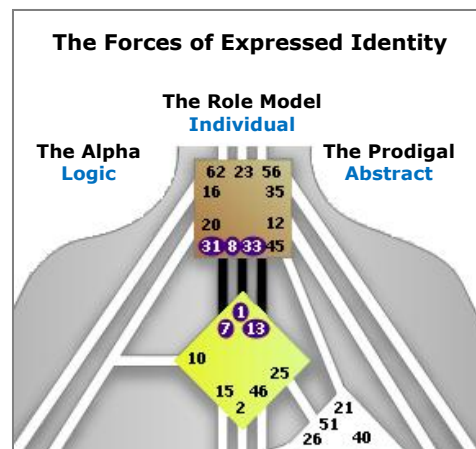 The Forces of Expressed Identity
The Role Model
Individual
The Alpha
Logic
The Prodigal
Abstract
62 23 56
16 35
20 12
31 8 33 45
1
7 13
10
25
15 46
2
21
51
26 40